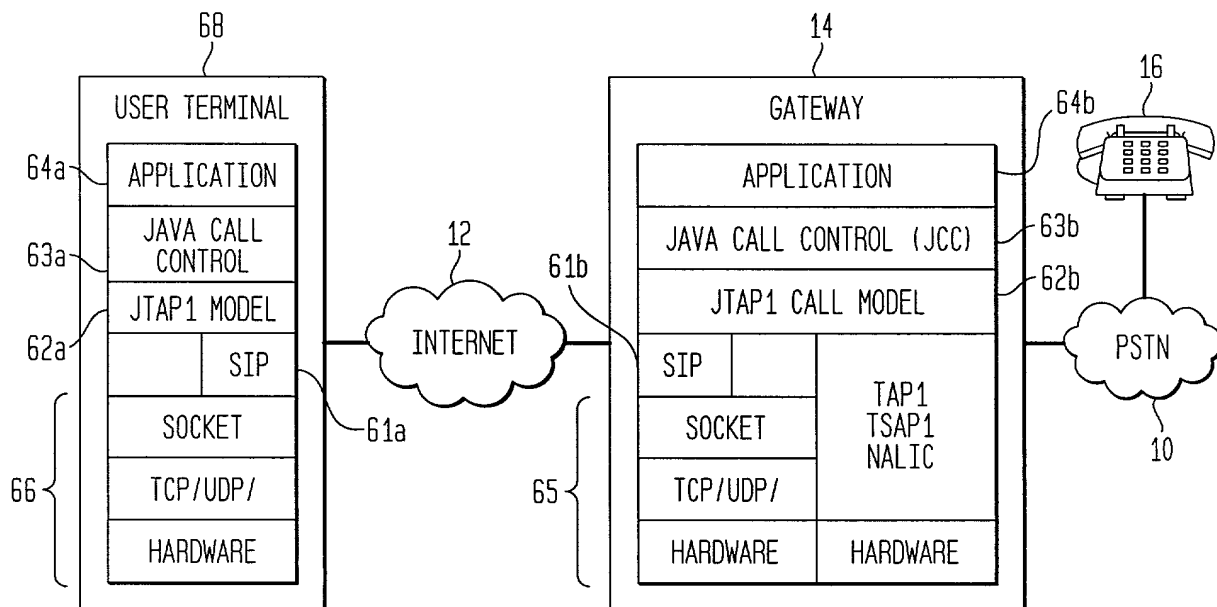 68
14
16
USER TERMINAL
GATEWAY
64b
64a
APPLICATION
APPLICATION
63a
JAVA CALL
CONTROL
12
JAVA CALL CONTROL (JCC)
63b
61b
62a
JTAP1 MODEL
JTAP1 CALL MODEL
62b
INTERNET
PSTN
SIP
SIP
TAP1
TSAP1
NALIC
61a
10
SOCKET
SOCKET
66
TCP/UDP/
65
TCP/UDP/
HARDWARE
HARDWARE
HARDWARE